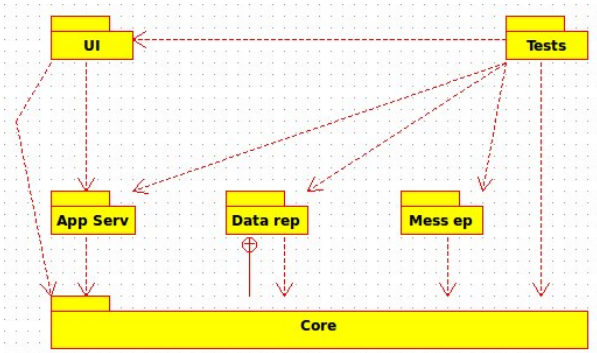 UI
Tests
App Serv
Data rep
Mess ep
Core